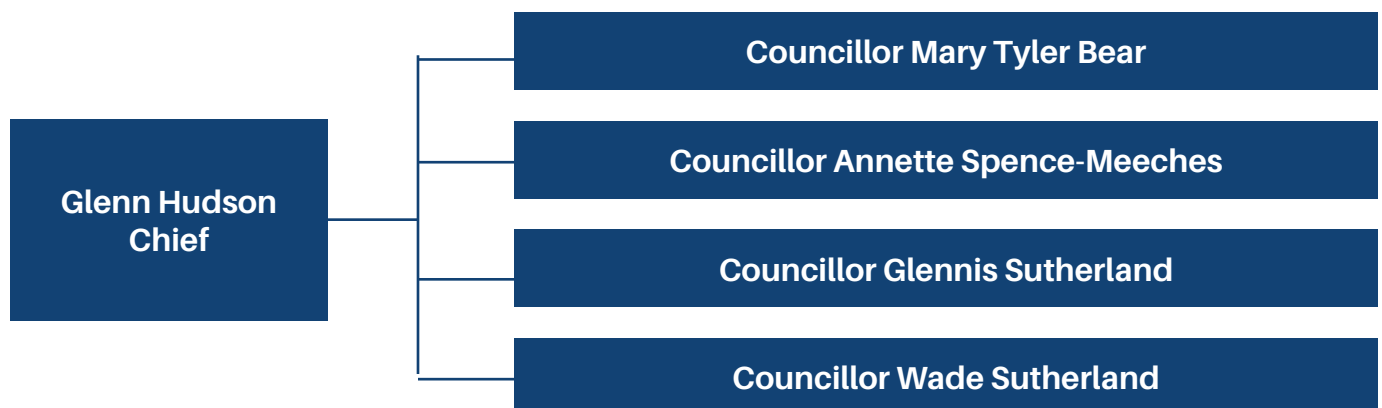 Glenn Hudson
Chief
Councillor Mary Tyler Bear
Councillor Annette Spence-Meeches
Councillor Glennis Sutherland
Councillor Wade Sutherland